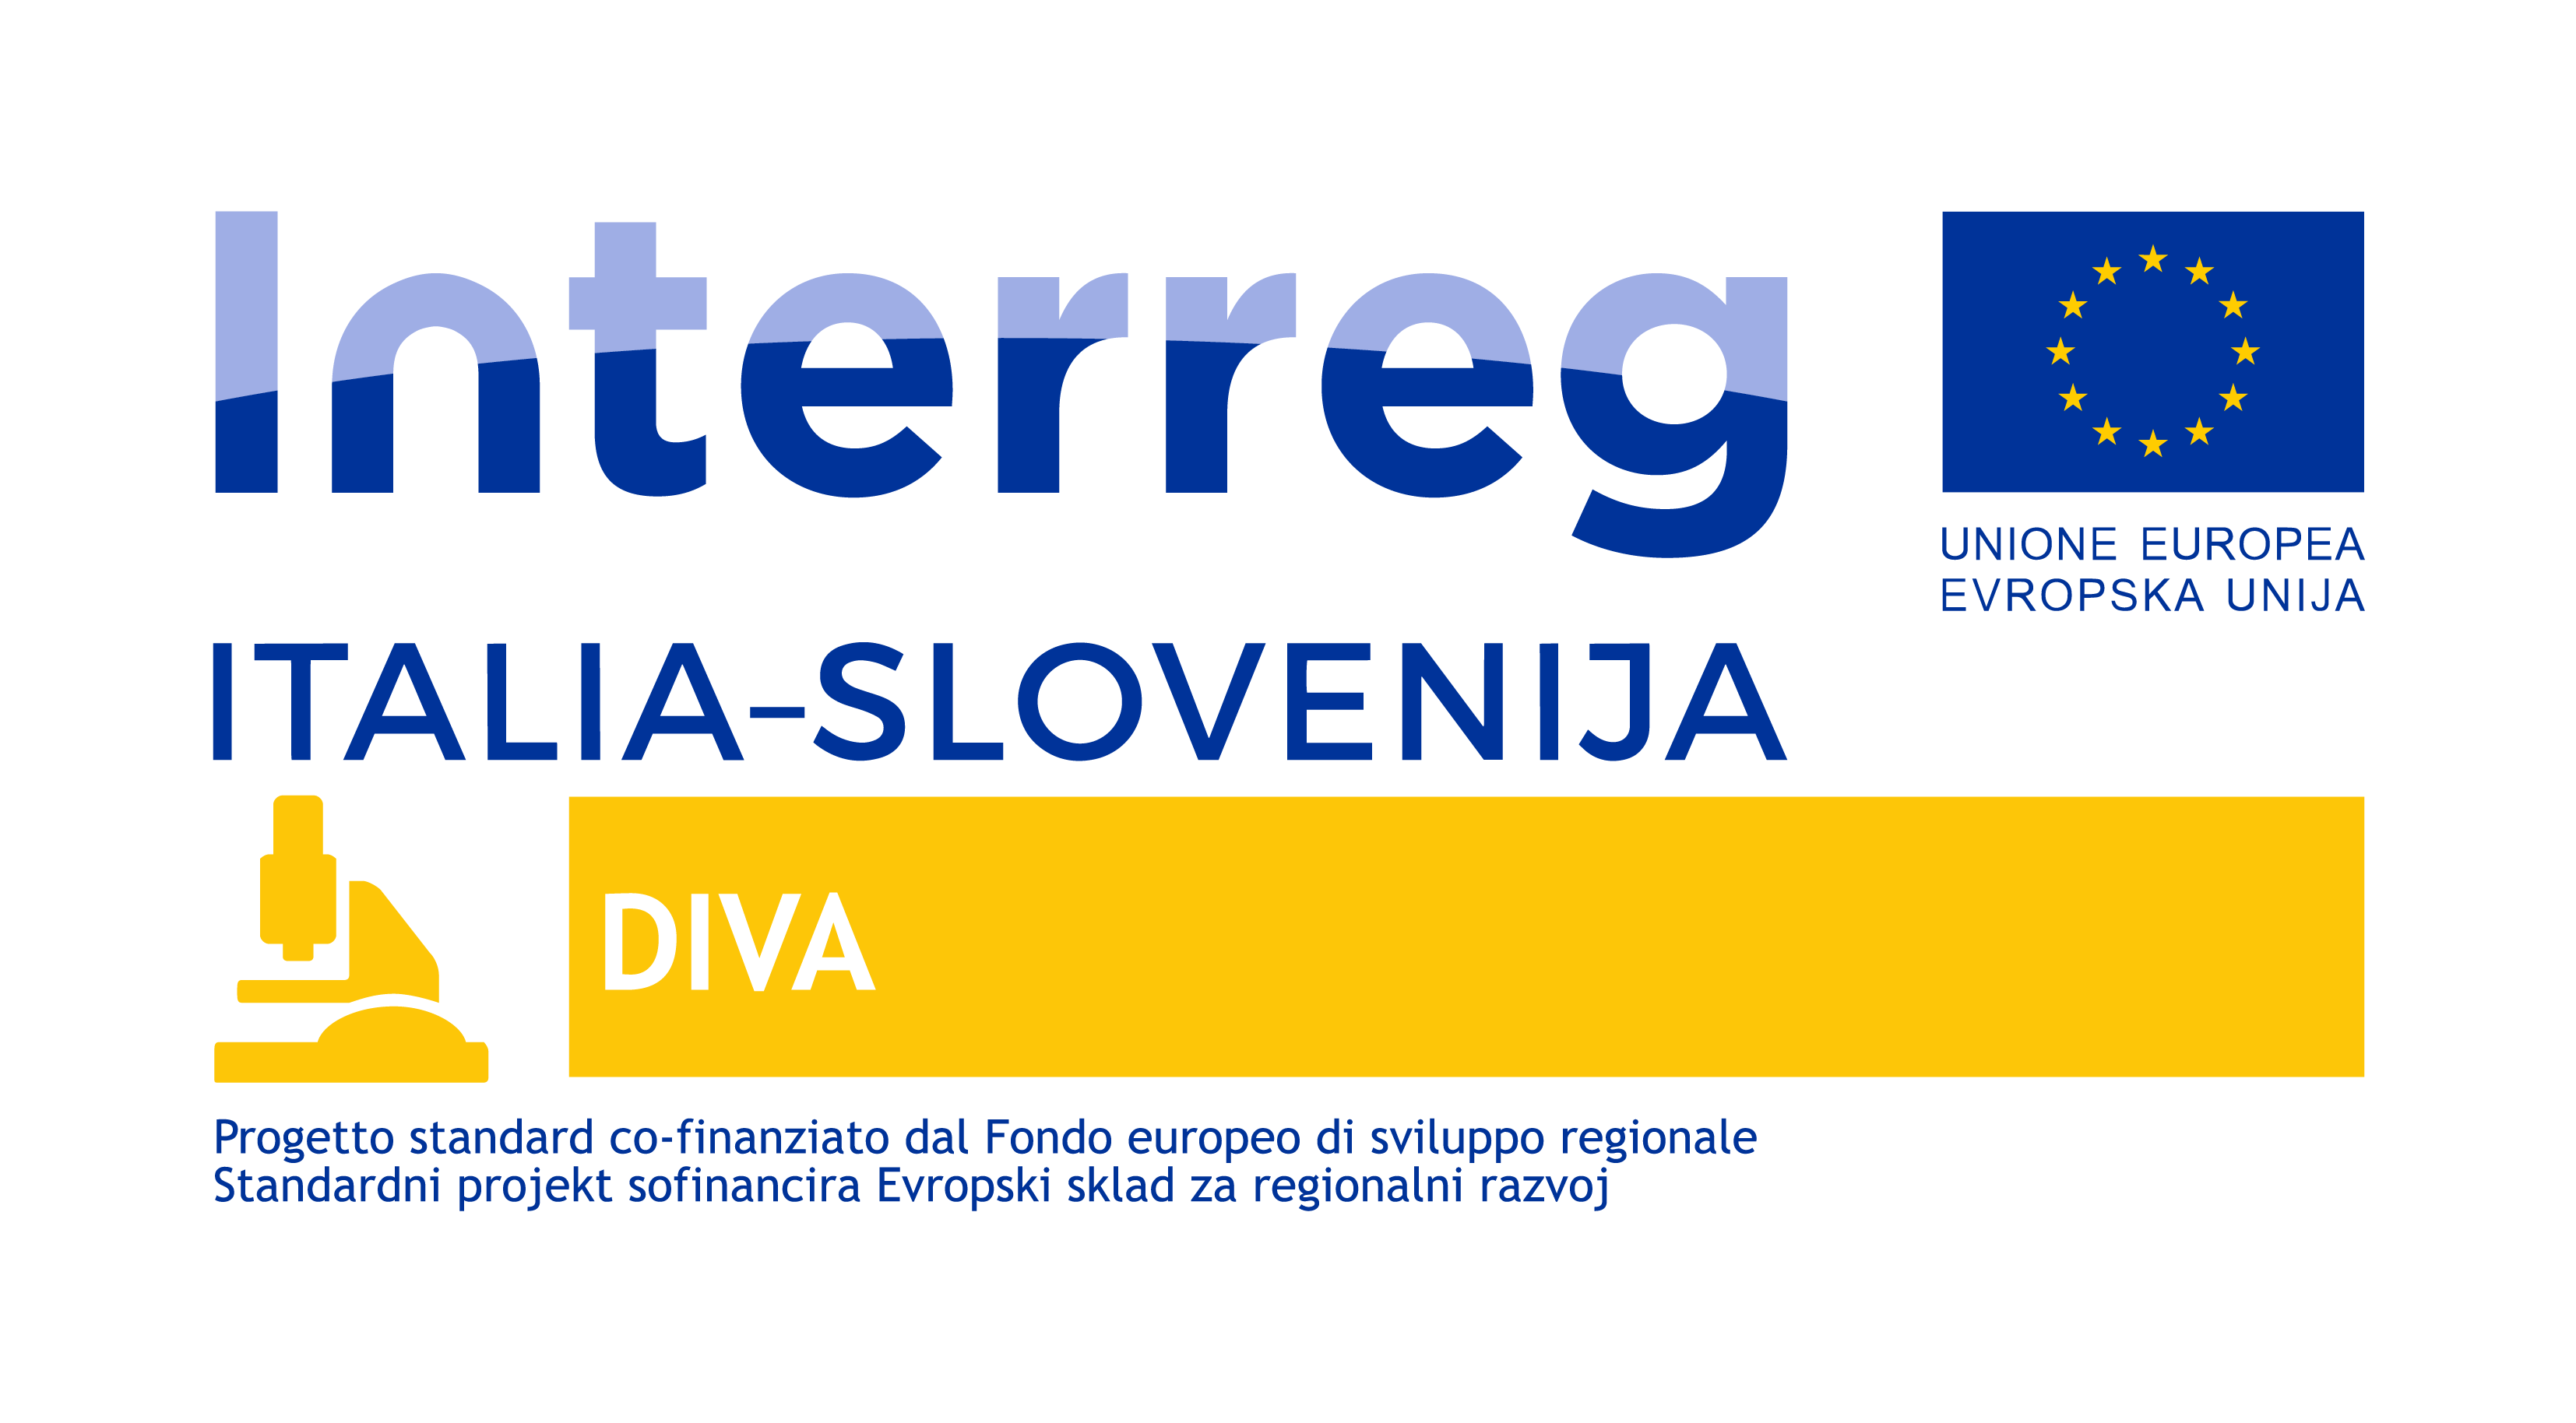 Interreg
UNIONE EUROPEA
EVROPSKA UNIJA
ITALIA–SLOVENIJA
DIVA
Progetto standard co-finanziato dal Fondo europeo di sviluppo regionale
Standardni projekt sofinancira Evropski sklad za regionalni razvoj